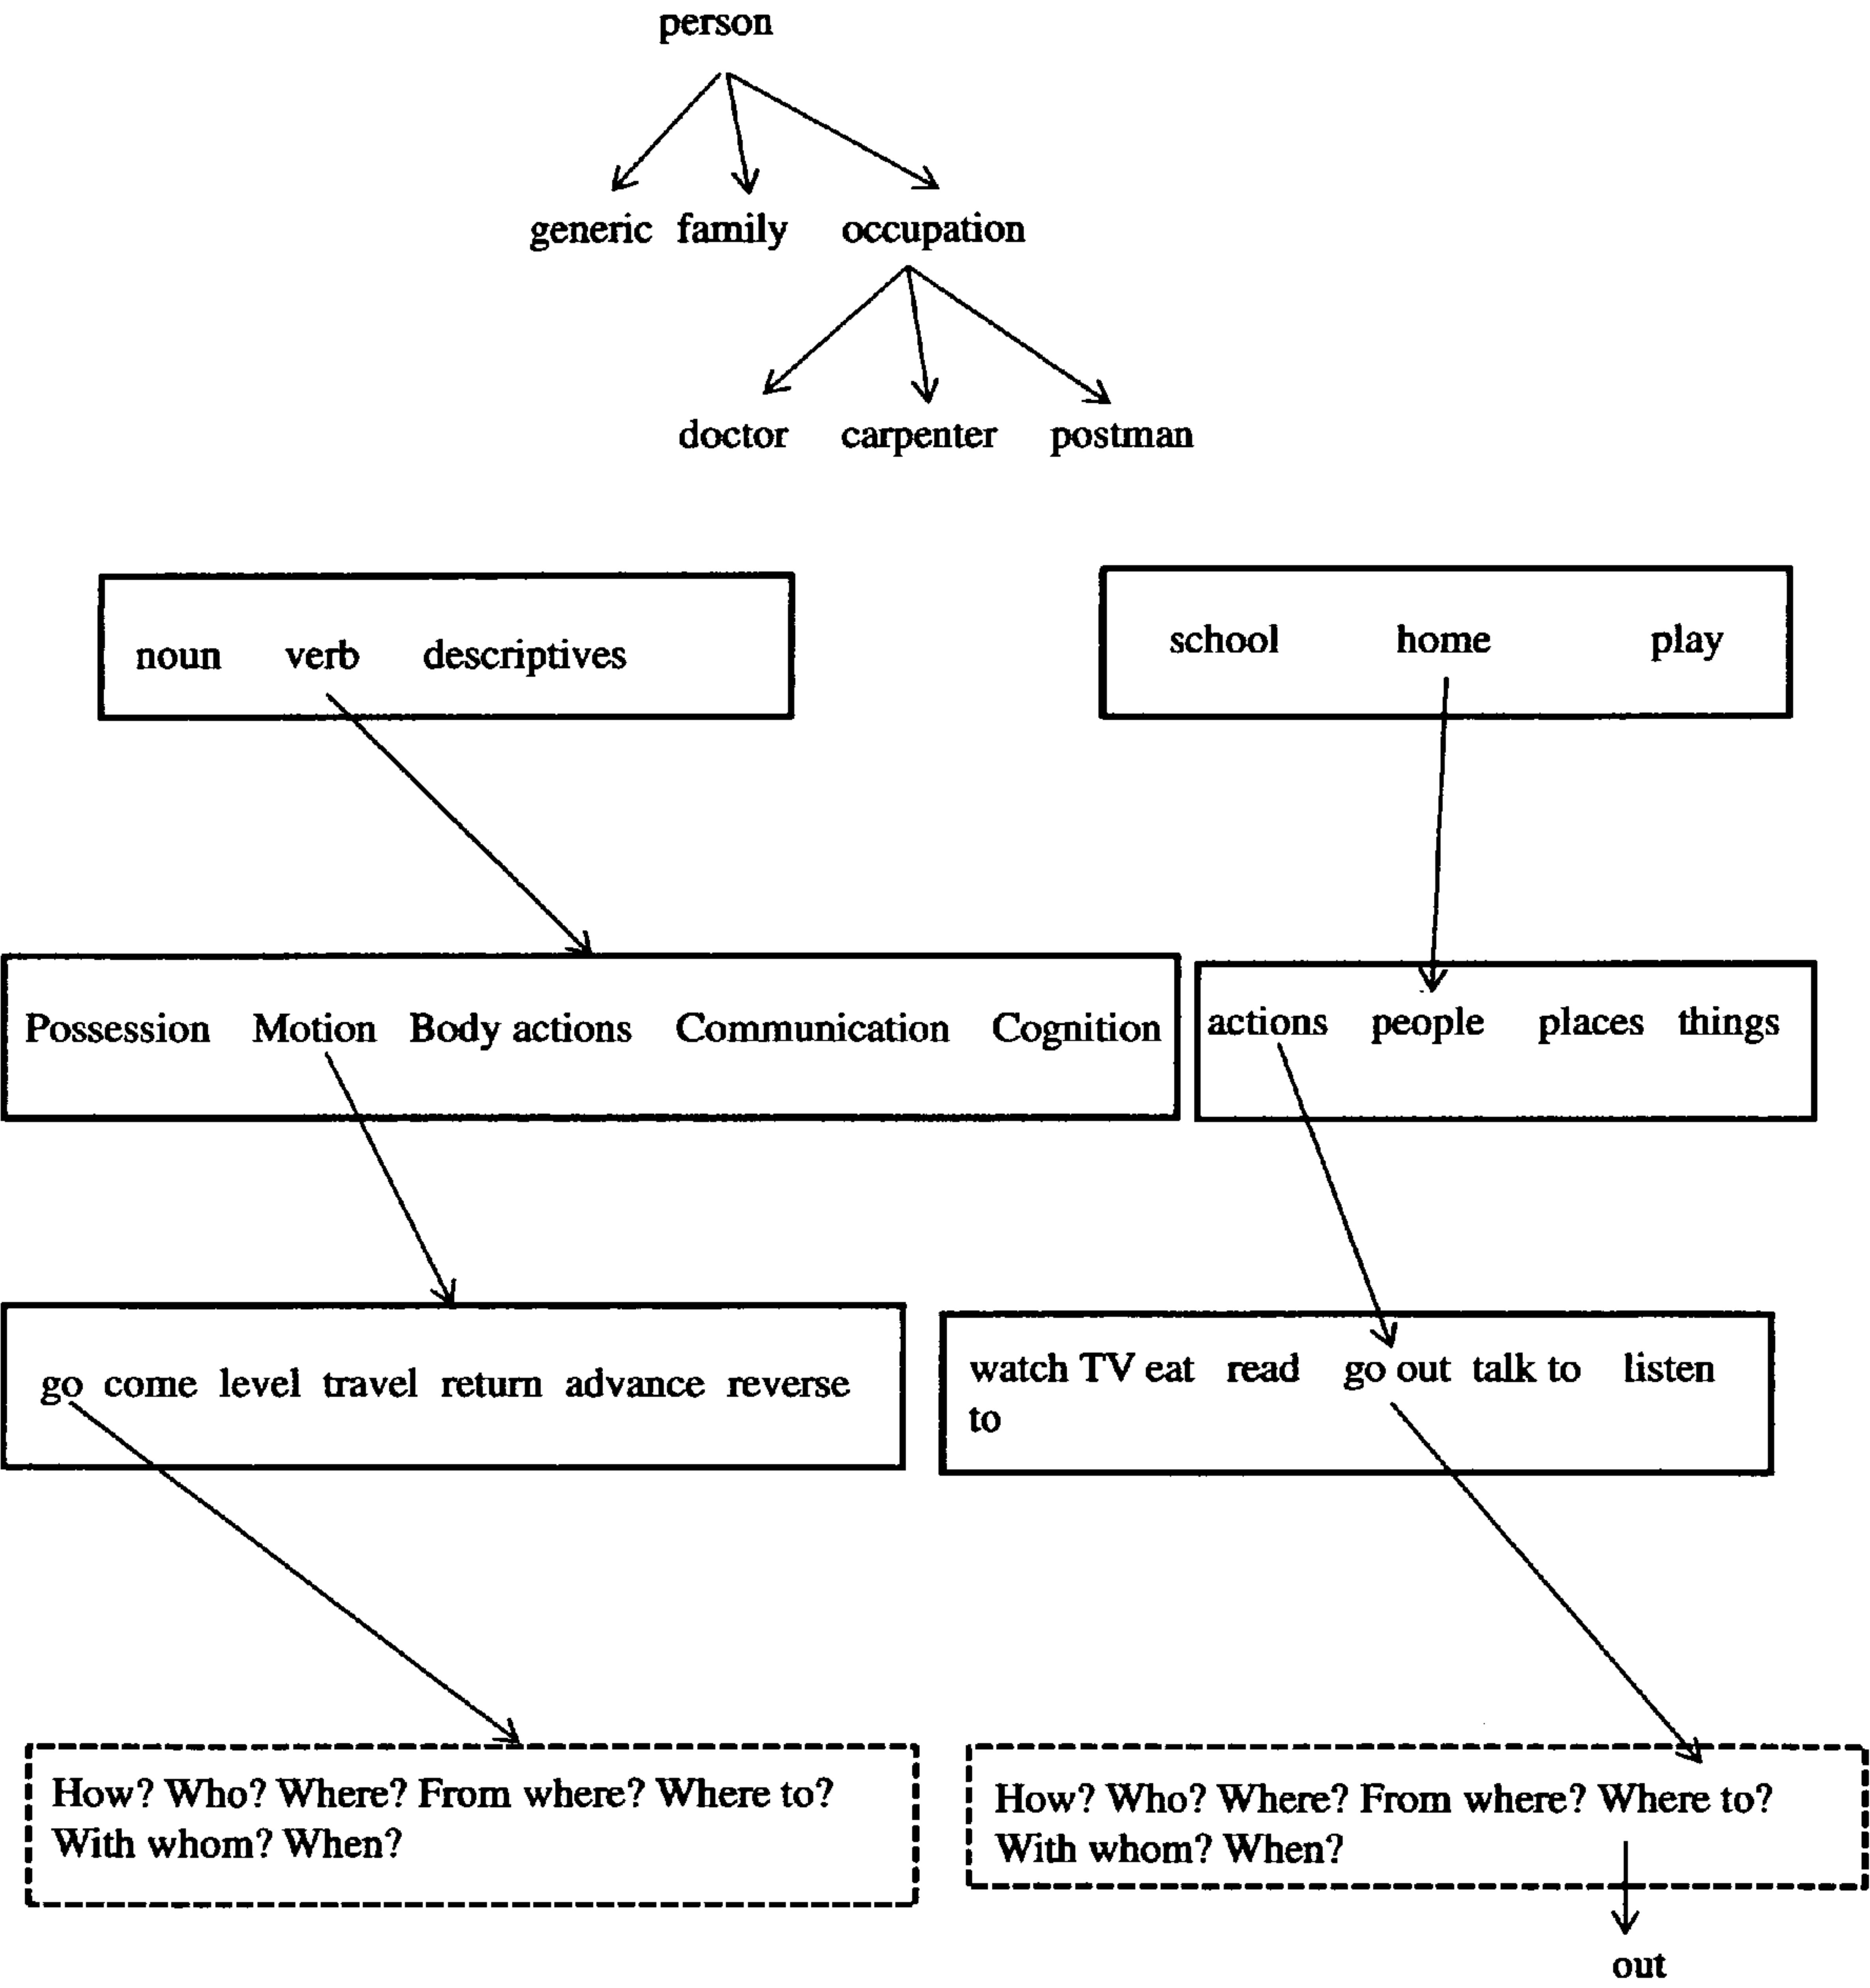 person
generic family occupation
doctor carpenter postman
noun verb descriptives
school home play
Possession Motion Body actions Communication Cognition
actions people places things
go come level travel return advance reverse
watch TV eat read go out talk to listen
to
How? Who? Where? From where? Where to?
With whom? When?
How? Who? Where? From where? Where to?
With whom? When?
out